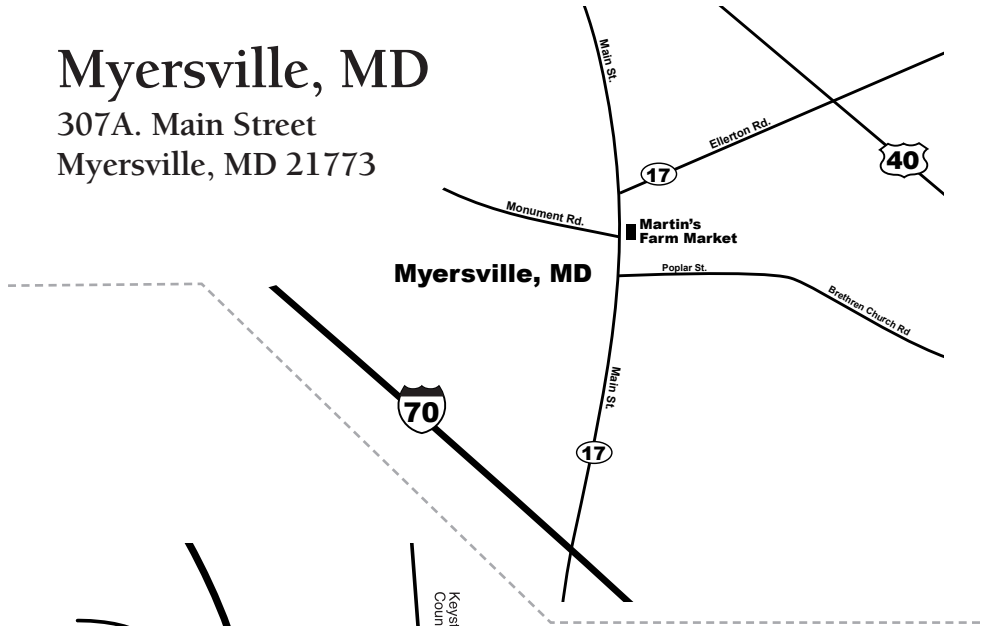 Myersville, MD
307A. Main Street
Myersville, MD 21773
Main St.
Ellerton Rd.
17
40
Monument Rd.
Martin's
Farm Market
Myersville, MD
Poplar St.
Brethren Church Rd
70
Main St.
17